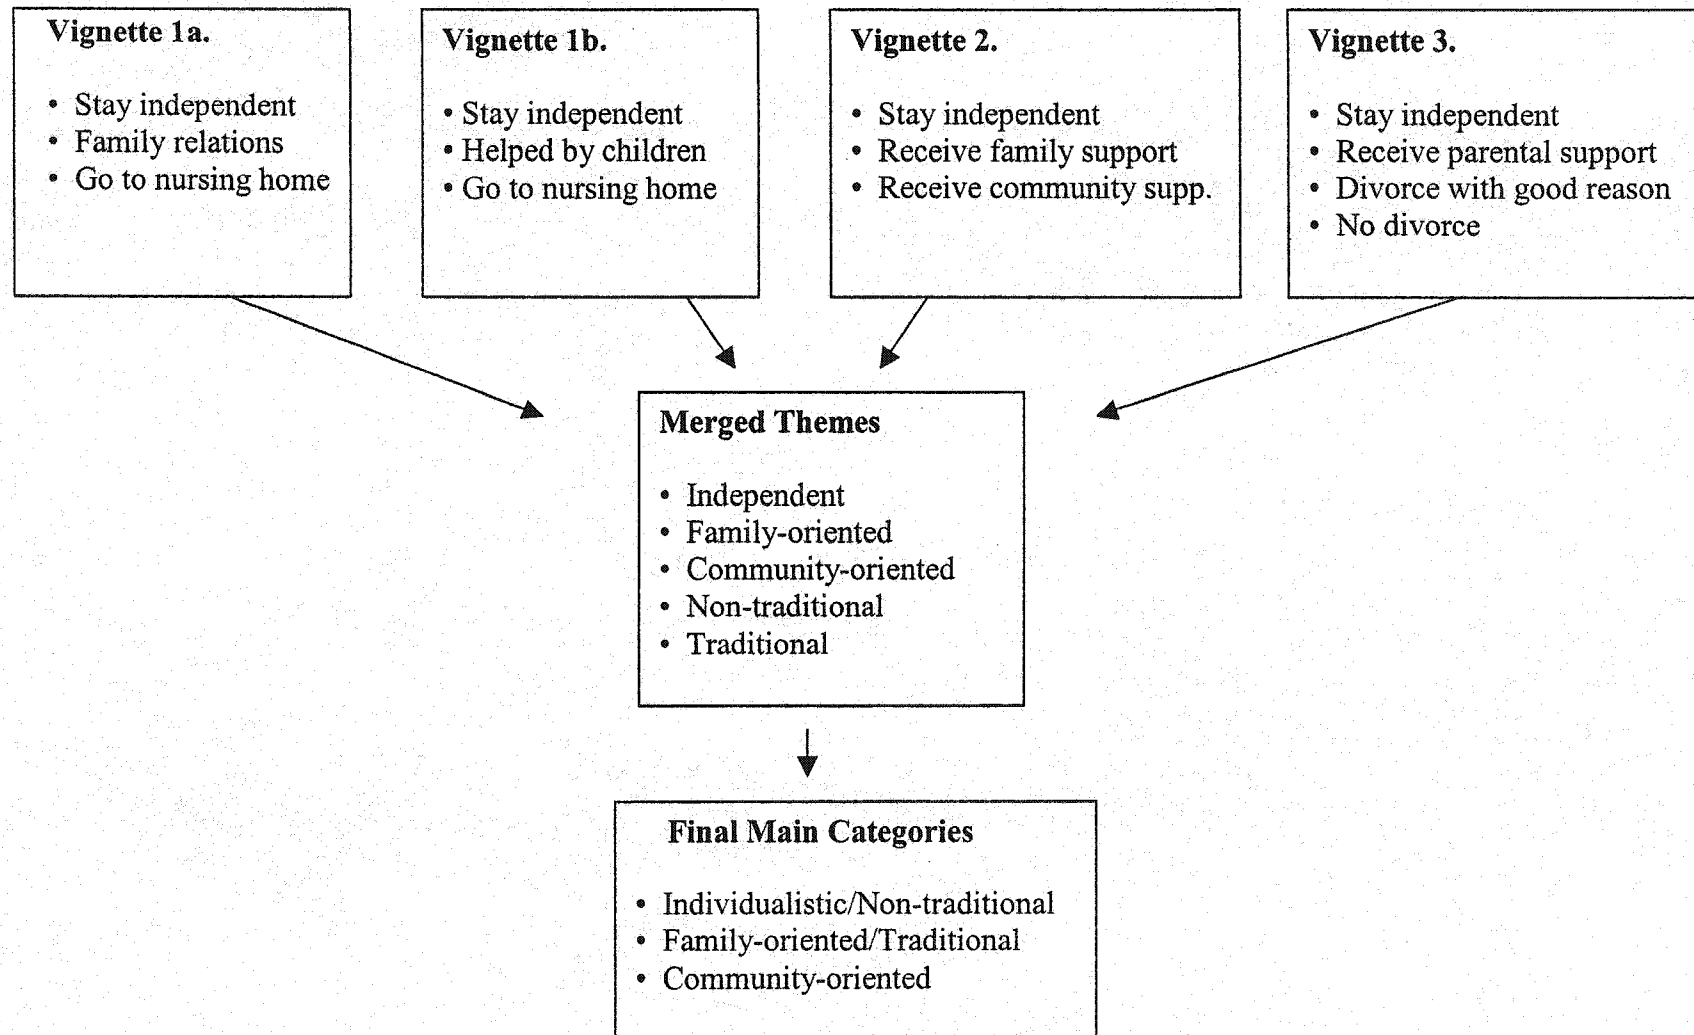 Vignette 1a.
• Stay independent
• Family relations
• Go to nursing home
Vignette 1b.
• Stay independent
• Helped by children
• Go to nursing home
Vignette 2.
• Stay independent
• Receive family support
• Receive community supp.
Vignette 3.
• Stay independent
• Receive parental support
• Divorce with good reason
• No divorce
Merged Themes
• Independent
• Family-oriented
• Community-oriented
• Non-traditional
• Traditional
Final Main Categories
• Individualistic/Non-traditional
• Family-oriented/Traditional
• Community-oriented